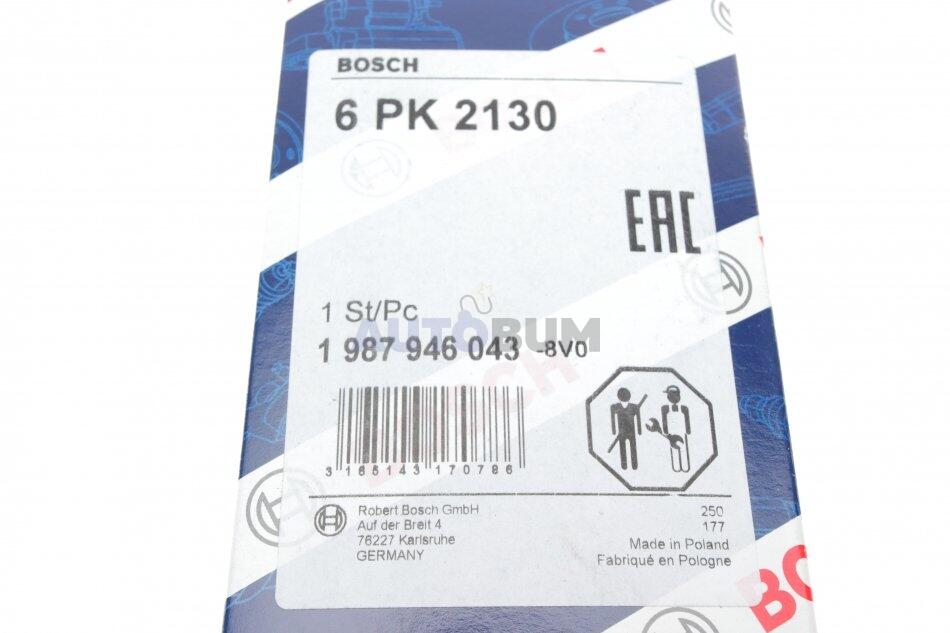 BOSCH
6 PK 2130
EAC
1 St/Pc
AUTOBUM
1 987 946 043 -8V0
3 165143 170786
Robert Bosch GmbH
Auf der Breit 4
76227 Karlsruhe
GERMANY
250
177
Made in Poland
Fabriqué en Pologne
BOSCH